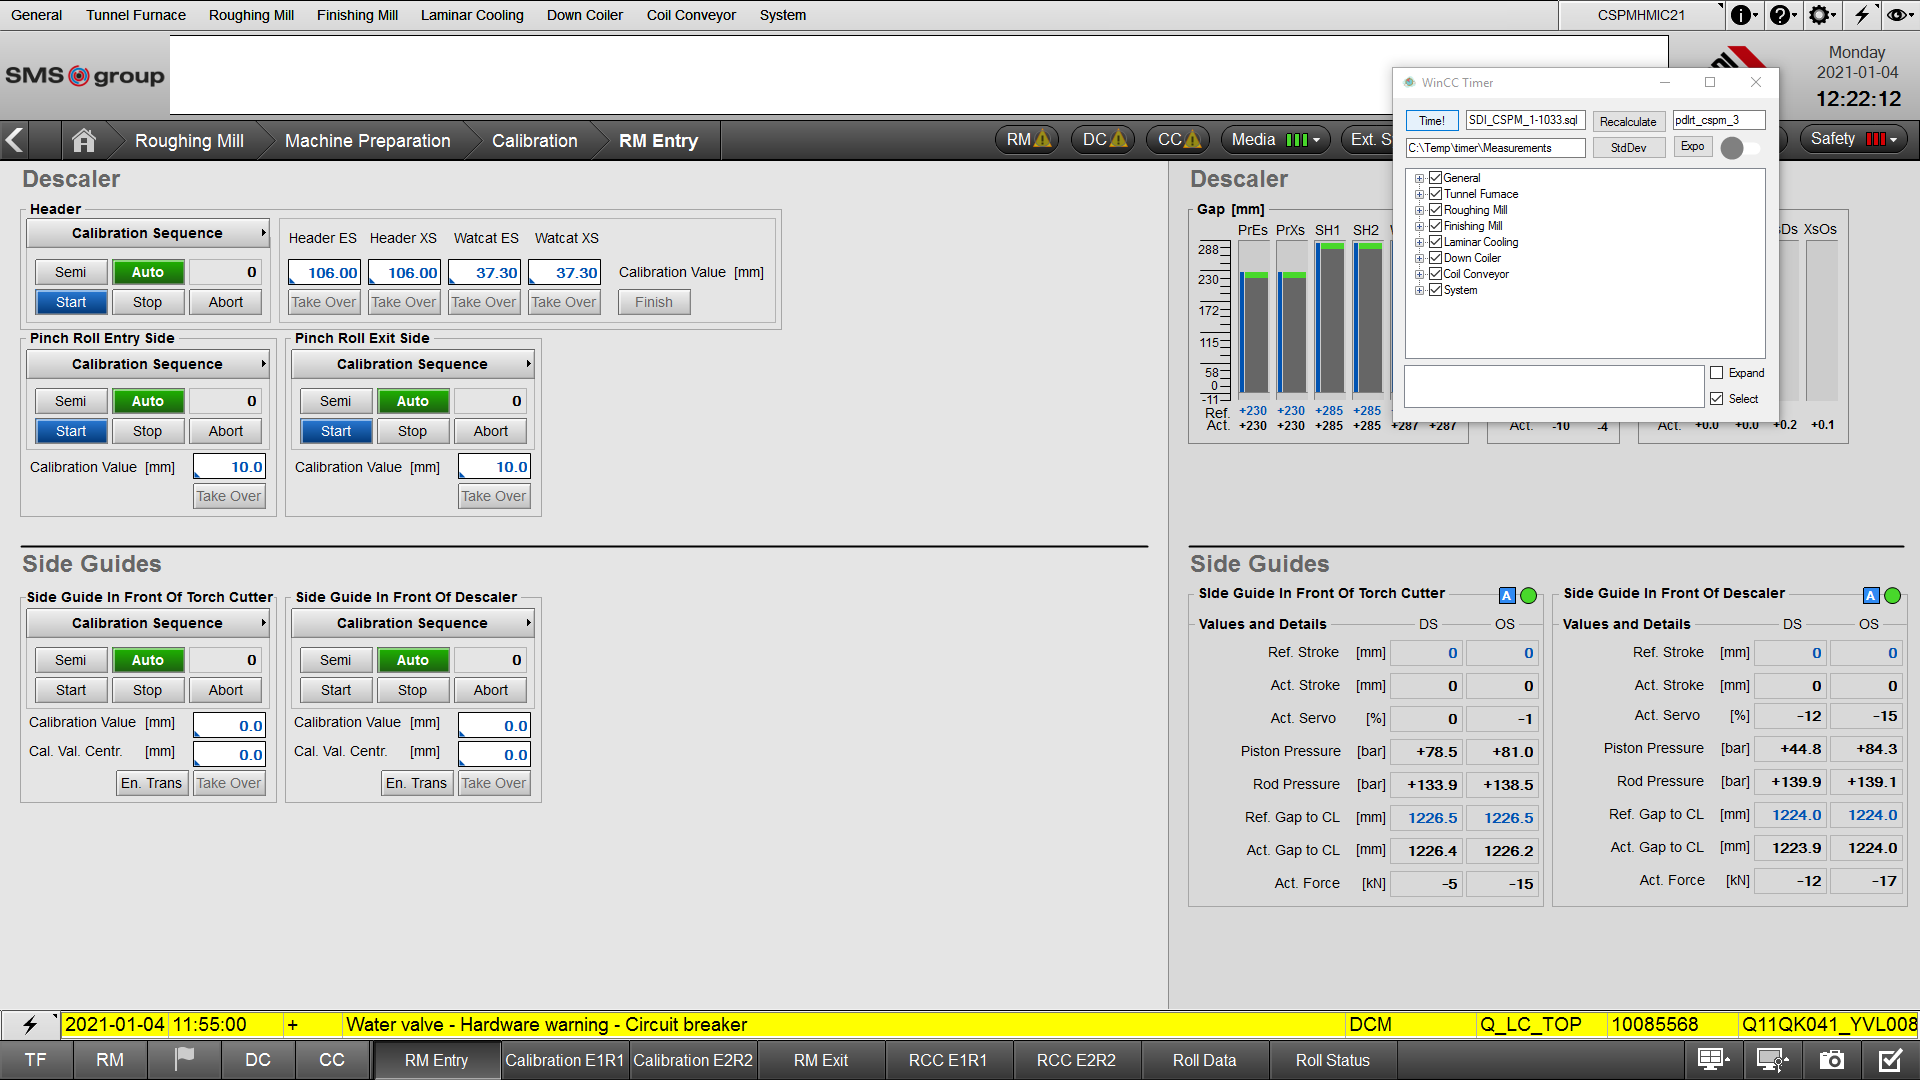 General Tunnel Furnace Roughing Mill Finishing Mill Laminar Cooling Down Coiler Coil Conveyor System CSPMHMIC21
SMS group
Monday
2021-01-04
12:22:12
Roughing Mill Machine Preparation Calibration RM Entry RM DC CC Media Ext. S Safety
WinCC Timer
Time! SDI_CSPM_1-1033.sql Recalculate pdlrt_cspm_3
C:\Temp\timer\Measurements StdDev Expo
General
Tunnel Furnace
Roughing Mill
Finishing Mill
Laminar Cooling
Down Coiler
Coil Conveyor
System
Expand
Select
Descaler
Header
Calibration Sequence
Semi Auto 0
Start Stop Abort
Header ES Header XS Watcat ES Watcat XS
106.00 106.00 37.30 37.30 Calibration Value [mm]
Take Over Take Over Take Over Take Over Finish
Pinch Roll Entry Side Pinch Roll Exit Side
Calibration Sequence Calibration Sequence
Semi Auto 0 Semi Auto 0
Start Stop Abort Start Stop Abort
Calibration Value [mm] 10.0 Calibration Value [mm] 10.0
Take Over Take Over
Side Guides
Side Guide In Front Of Torch Cutter Side Guide In Front Of Descaler
Calibration Sequence Calibration Sequence
Semi Auto 0 Semi Auto 0
Start Stop Abort Start Stop Abort
Calibration Value [mm] 0.0 Calibration Value [mm] 0.0
Cal. Val. Centr. [mm] 0.0 Cal. Val. Centr. [mm] 0.0
En. Trans Take Over En. Trans Take Over
Descaler
Gap [mm]
PrEs PrXs SH1 SH2 XsOs
288
230
172
115
58
0
-11
Ref. +230 +230 +285 +285
Act. +230 +230 +285 +285 +287 +287 Act. -10 -4 Act. +0.0 +0.0 +0.2 +0.1
Side Guides
SIde Guide In Front Of Torch Cutter A Side Guide In Front Of Descaler A
Values and Details DS OS Values and Details DS OS
Ref. Stroke [mm] 0 0 Ref. Stroke [mm] 0 0
Act. Stroke [mm] 0 0 Act. Stroke [mm] 0 0
Act. Servo [%] 0 -1 Act. Servo [%] -12 -15
Piston Pressure [bar] +78.5 +81.0 Piston Pressure [bar] +44.8 +84.3
Rod Pressure [bar] +133.9 +138.5 Rod Pressure [bar] +139.9 +139.1
Ref. Gap to CL [mm] 1226.5 1226.5 Ref. Gap to CL [mm] 1224.0 1224.0
Act. Gap to CL [mm] 1226.4 1226.2 Act. Gap to CL [mm] 1223.9 1224.0
Act. Force [kN] -5 -15 Act. Force [kN] -12 -17
2021-01-04 11:55:00 + Water valve - Hardware warning - Circuit breaker DCM Q_LC_TOP 10085568 Q11QK041_YVL008
TF RM DC CC RM Entry Calibration E1R1 Calibration E2R2 RM Exit RCC E1R1 RCC E2R2 Roll Data Roll Status